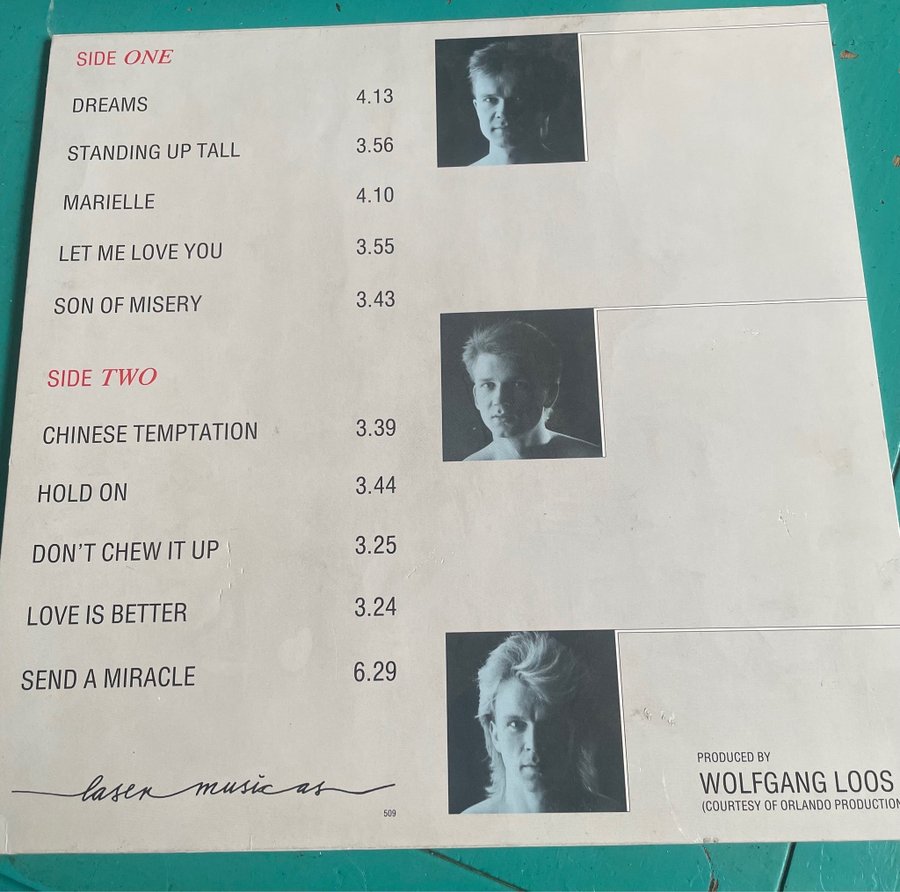 SIDE ONE
DREAMS 4.13
STANDING UP TALL 3.56
MARIELLE 4.10
LET ME LOVE YOU 3.55
SON OF MISERY 3.43
SIDE TWO
CHINESE TEMPTATION 3.39
HOLD ON 3.44
DON'T CHEW IT UP 3.25
LOVE IS BETTER 3.24
SEND A MIRACLE 6.29
laser music as
509
PRODUCED BY
WOLFGANG LOOS
(COURTESY OF ORLANDO PRODUCTION